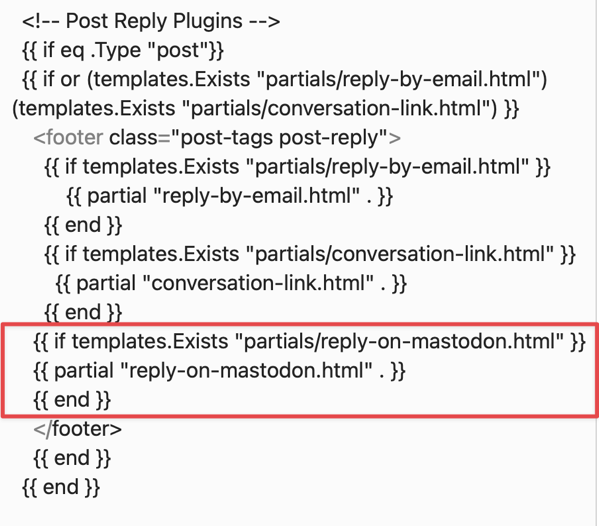 <!-- Post Reply Plugins -->
{{ if eq .Type "post"}}
{{ if or (templates.Exists "partials/reply-by-email.html")
(templates.Exists "partials/conversation-link.html") }}
<footer class="post-tags post-reply">
{{ if templates.Exists "partials/reply-by-email.html" }}
{{ partial "reply-by-email.html" . }}
{{ end }}
{{ if templates.Exists "partials/conversation-link.html" }}
{{ partial "conversation-link.html" . }}
{{ end }}
{{ if templates.Exists "partials/reply-on-mastodon.html" }}
{{ partial "reply-on-mastodon.html" . }}
{{ end }}
</footer>
{{ end }}
{{ end }}